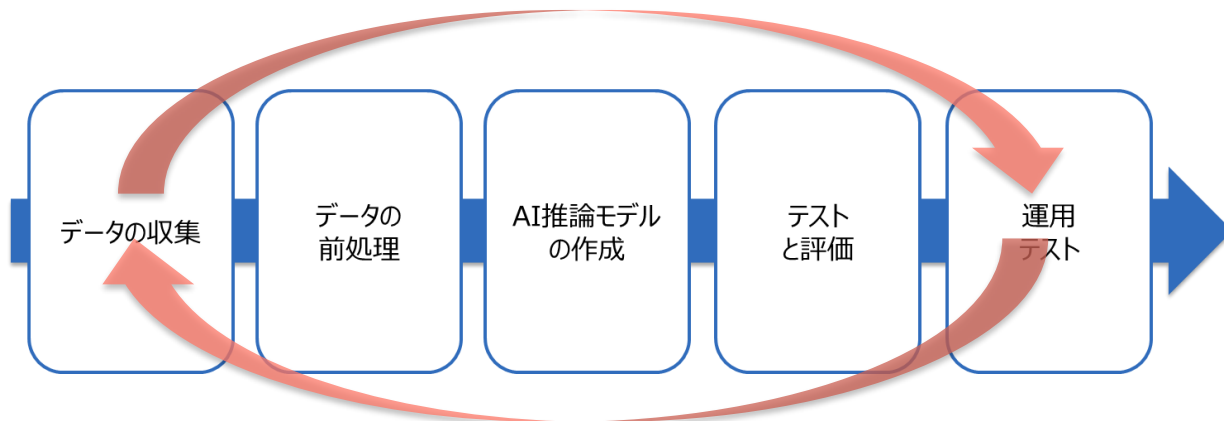 データの収集
データの
前処理
AI推論モデル
の作成
テスト
と評価
運用
テスト